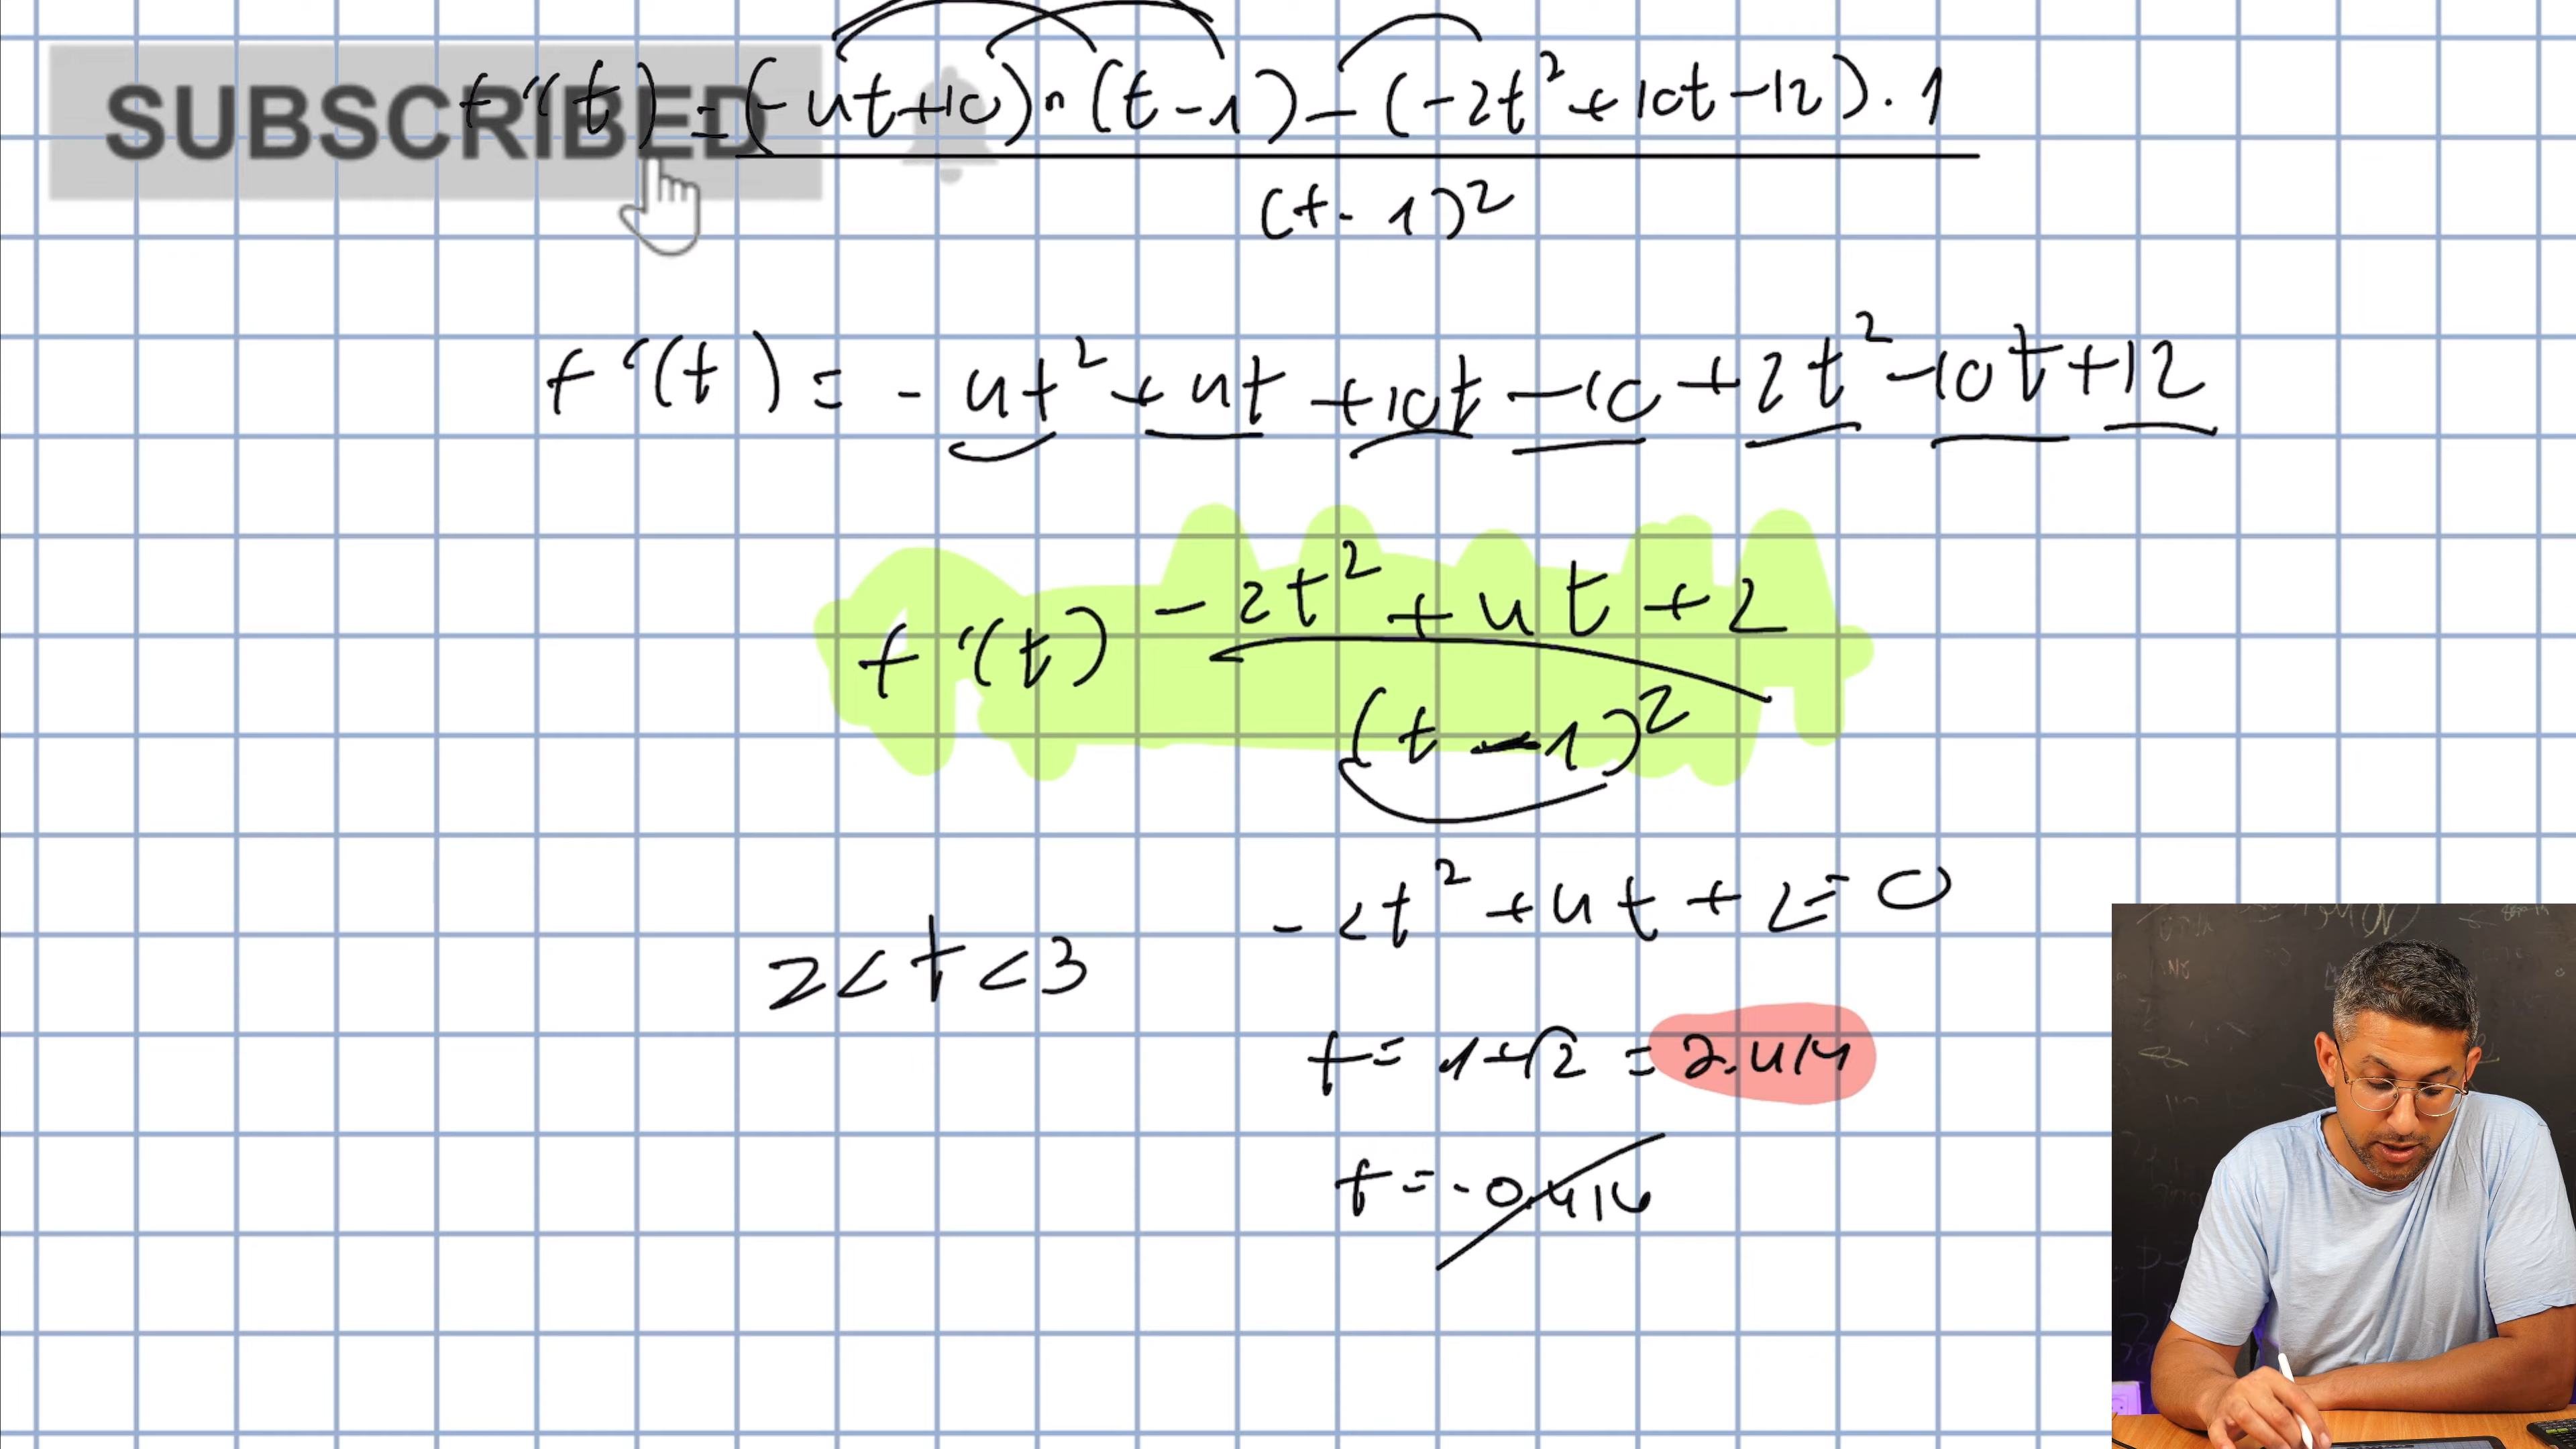 SUBSCRIBED
f'(t) = (-4t+10)·(t-1) - (-2t²+10t-12)·1
(t-1)²
f'(t) = -4t²+4t+10t-10+2t²-10t+12
f'(t) -2t²+4t+2
(t-1)²
-2t²+4t+2=0
2<t<3
t=1+√2 = 2.414
t=-0.414